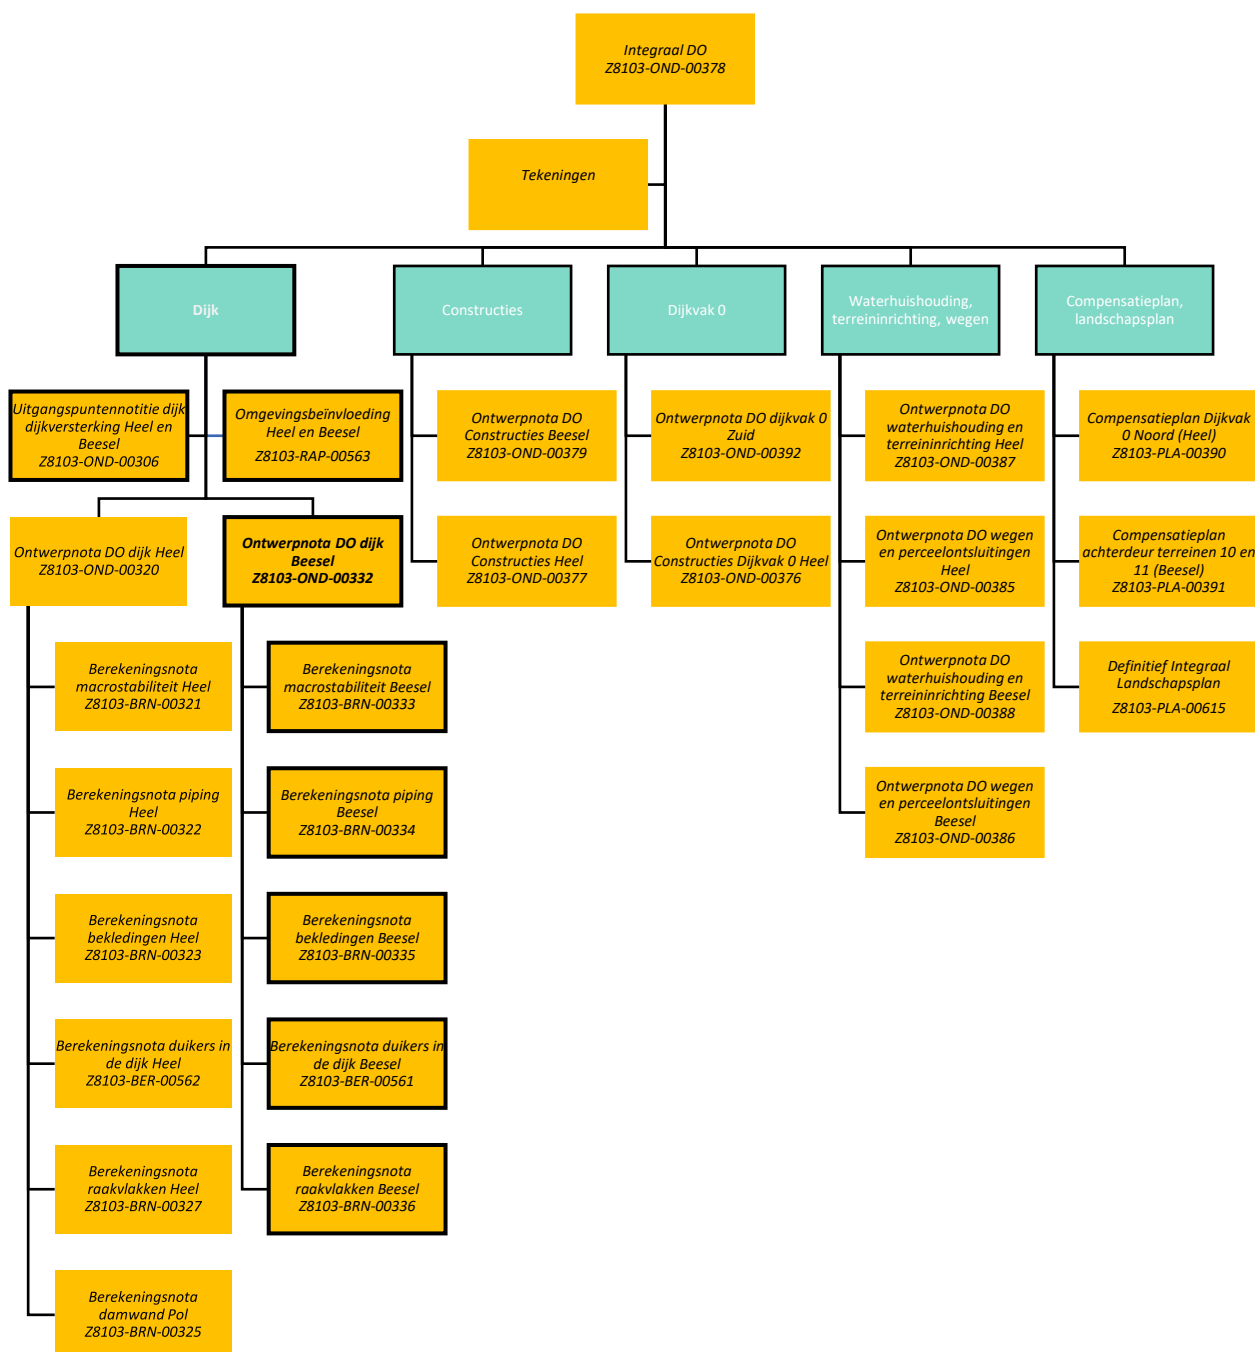 Integraal DO
Z8103-OND-00378
Tekeningen
Dijk
Constructies
Dijkvak 0
Waterhuishouding,
terreininrichting, wegen
Compensatieplan,
landschapsplan
Uitgangspuntennotitie dijk
dijkversterking Heel en
Beesel
Z8103-OND-00306
Omgevingsbeïnvloeding
Heel en Beesel
Z8103-RAP-00563
Ontwerpnota DO
Constructies Beesel
Z8103-OND-00379
Ontwerpnota DO dijkvak 0
Zuid
Z8103-OND-00392
Ontwerpnota DO
waterhuishouding en
terreininrichting Heel
Z8103-OND-00387
Compensatieplan Dijkvak
0 Noord (Heel)
Z8103-PLA-00390
Ontwerpnota DO dijk Heel
Z8103-OND-00320
Ontwerpnota DO dijk
Beesel
Z8103-OND-00332
Ontwerpnota DO
Constructies Heel
Z8103-OND-00377
Ontwerpnota DO
Constructies Dijkvak 0 Heel
Z8103-OND-00376
Ontwerpnota DO wegen
en perceelontsluitingen
Heel
Z8103-OND-00385
Compensatieplan
achterdeur terreinen 10 en
11 (Beesel)
Z8103-PLA-00391
Berekeningsnota
macrostabiliteit Heel
Z8103-BRN-00321
Berekeningsnota
macrostabiliteit Beesel
Z8103-BRN-00333
Ontwerpnota DO
waterhuishouding en
terreininrichting Beesel
Z8103-OND-00388
Definitief Integraal
Landschapsplan
Z8103-PLA-00615
Berekeningsnota piping
Heel
Z8103-BRN-00322
Berekeningsnota piping
Beesel
Z8103-BRN-00334
Ontwerpnota DO wegen
en perceelontsluitingen
Beesel
Z8103-OND-00386
Berekeningsnota
bekledingen Heel
Z8103-BRN-00323
Berekeningsnota
bekledingen Beesel
Z8103-BRN-00335
Berekeningsnota duikers in
de dijk Heel
Z8103-BER-00562
Berekeningsnota duikers in
de dijk Beesel
Z8103-BER-00561
Berekeningsnota
raakvlakken Heel
Z8103-BRN-00327
Berekeningsnota
raakvlakken Beesel
Z8103-BRN-00336
Berekeningsnota
damwand Pol
Z8103-BRN-00325